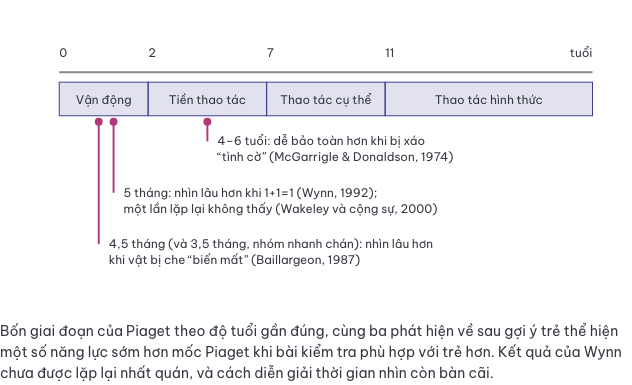 0 2 7 11 tuổi
Vận động Tiền thao tác Thao tác cụ thể Thao tác hình thức
4–6 tuổi: dễ bảo toàn hơn khi bị xáo
“tình cờ” (McGarrigle & Donaldson, 1974)
5 tháng: nhìn lâu hơn khi 1+1=1 (Wynn, 1992);
một lần lặp lại không thấy (Wakeley và cộng sự, 2000)
4,5 tháng (và 3,5 tháng, nhóm nhanh chán): nhìn lâu hơn
khi vật bị che “biến mất” (Baillargeon, 1987)
Bốn giai đoạn của Piaget theo độ tuổi gần đúng, cùng ba phát hiện về sau gợi ý trẻ thể hiện
một số năng lực sớm hơn mốc Piaget khi bài kiểm tra phù hợp với trẻ hơn. Kết quả của Wynn
chưa được lặp lại nhất quán, và cách diễn giải thời gian nhìn còn bàn cãi.